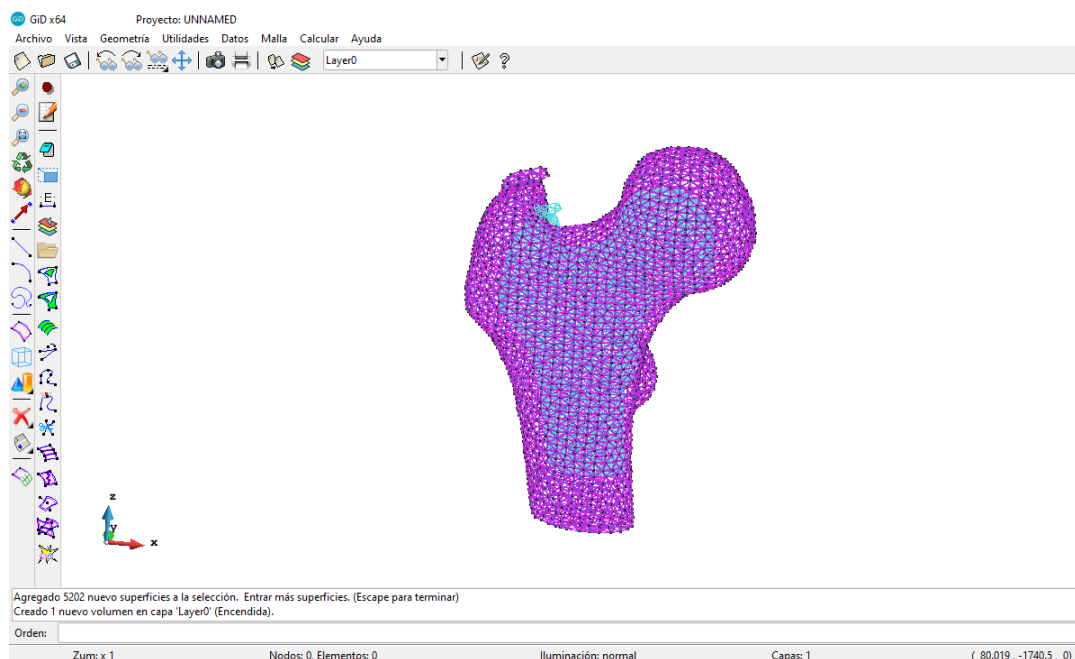 GiD GiD x64 Proyecto: UNNAMED
Archivo Vista Geometría Utilidades Datos Malla Calcular Ayuda
Layer0 ?
E
z
y
x
Agregado 5202 nuevo superficies a la selección. Entrar más superficies. (Escape para terminar)
Creado 1 nuevo volumen en capa 'Layer0' (Encendida).
Orden:
Zum: x 1 Nodos: 0, Elementos: 0 Iluminación: normal Capas: 1 ( 80.019 , -1740.5 , 0)